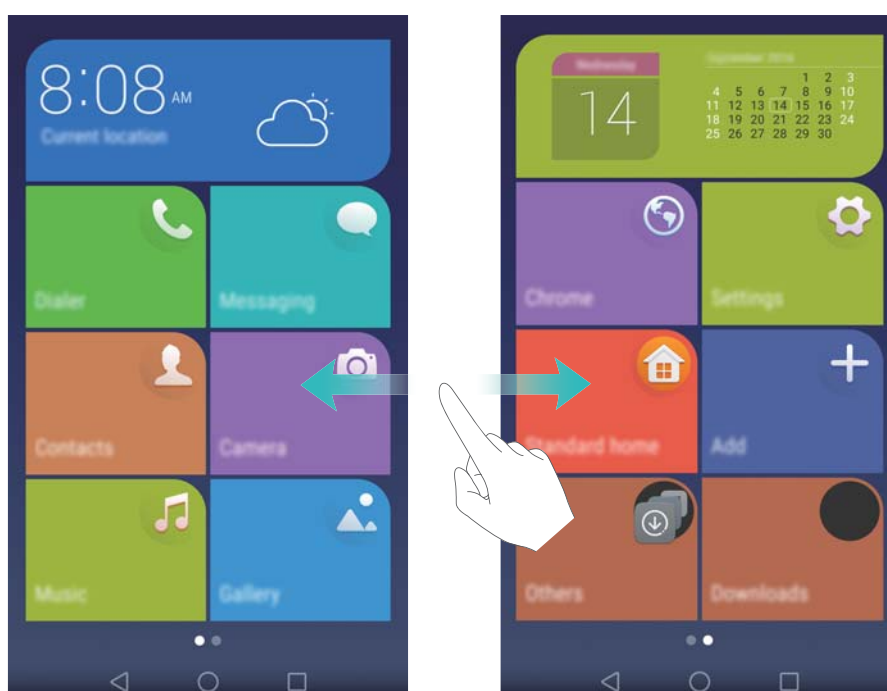 8:08 AM
Current location
Dialer
Messaging
Contacts
Camera
Music
Gallery
Wednesday
September 2016
14
1 2 3
4 5 6 7 8 9 10
11 12 13 14 15 16 17
18 19 20 21 22 23 24
25 26 27 28 29 30
Chrome
Settings
Standard home
Add
Others
Downloads